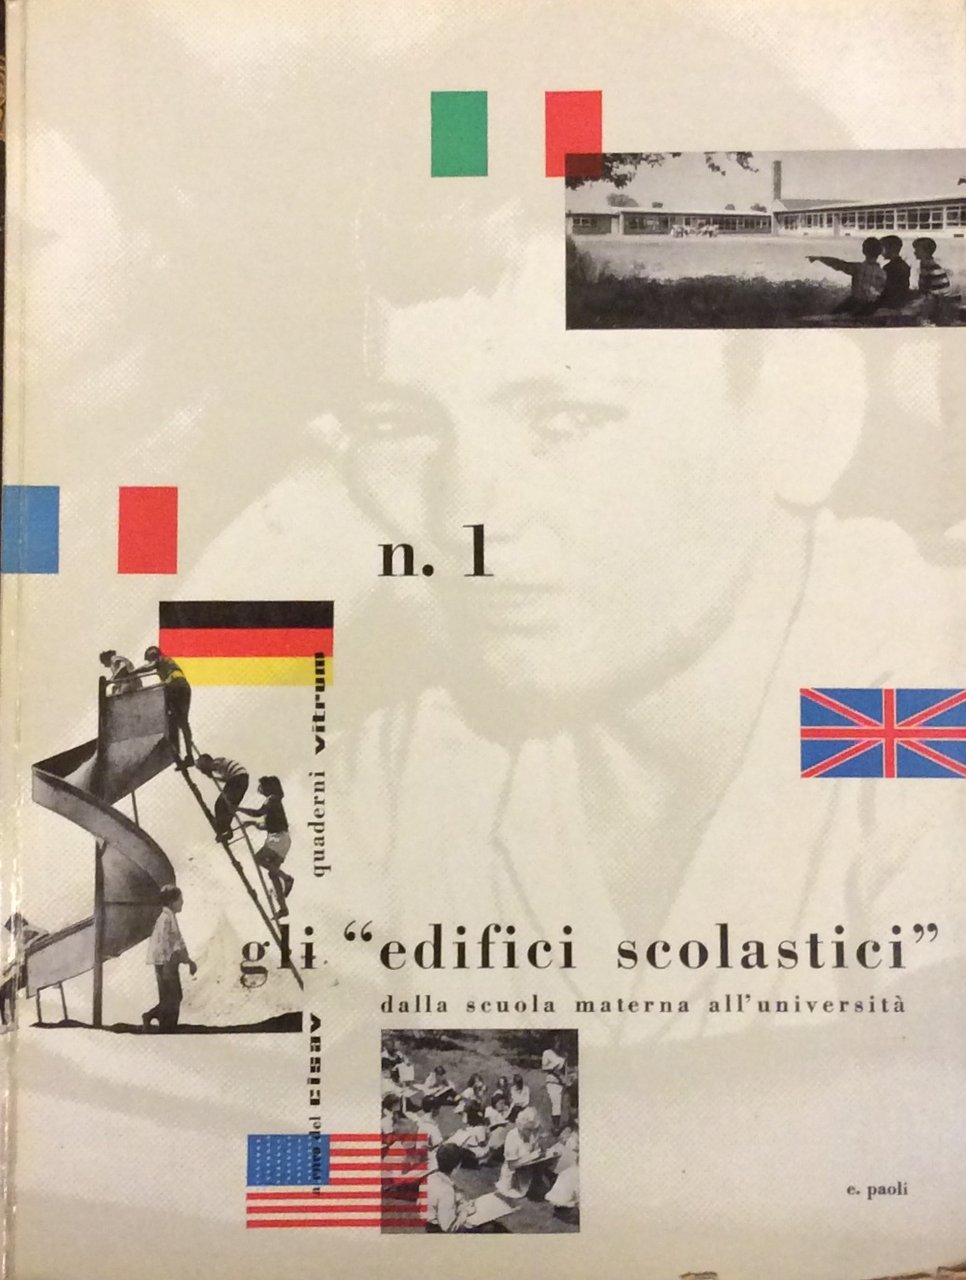 n. 1
quaderni vitrum
gli “edifici scolastici”
dalla scuola materna all'università
a cura del cisav
e. paoli